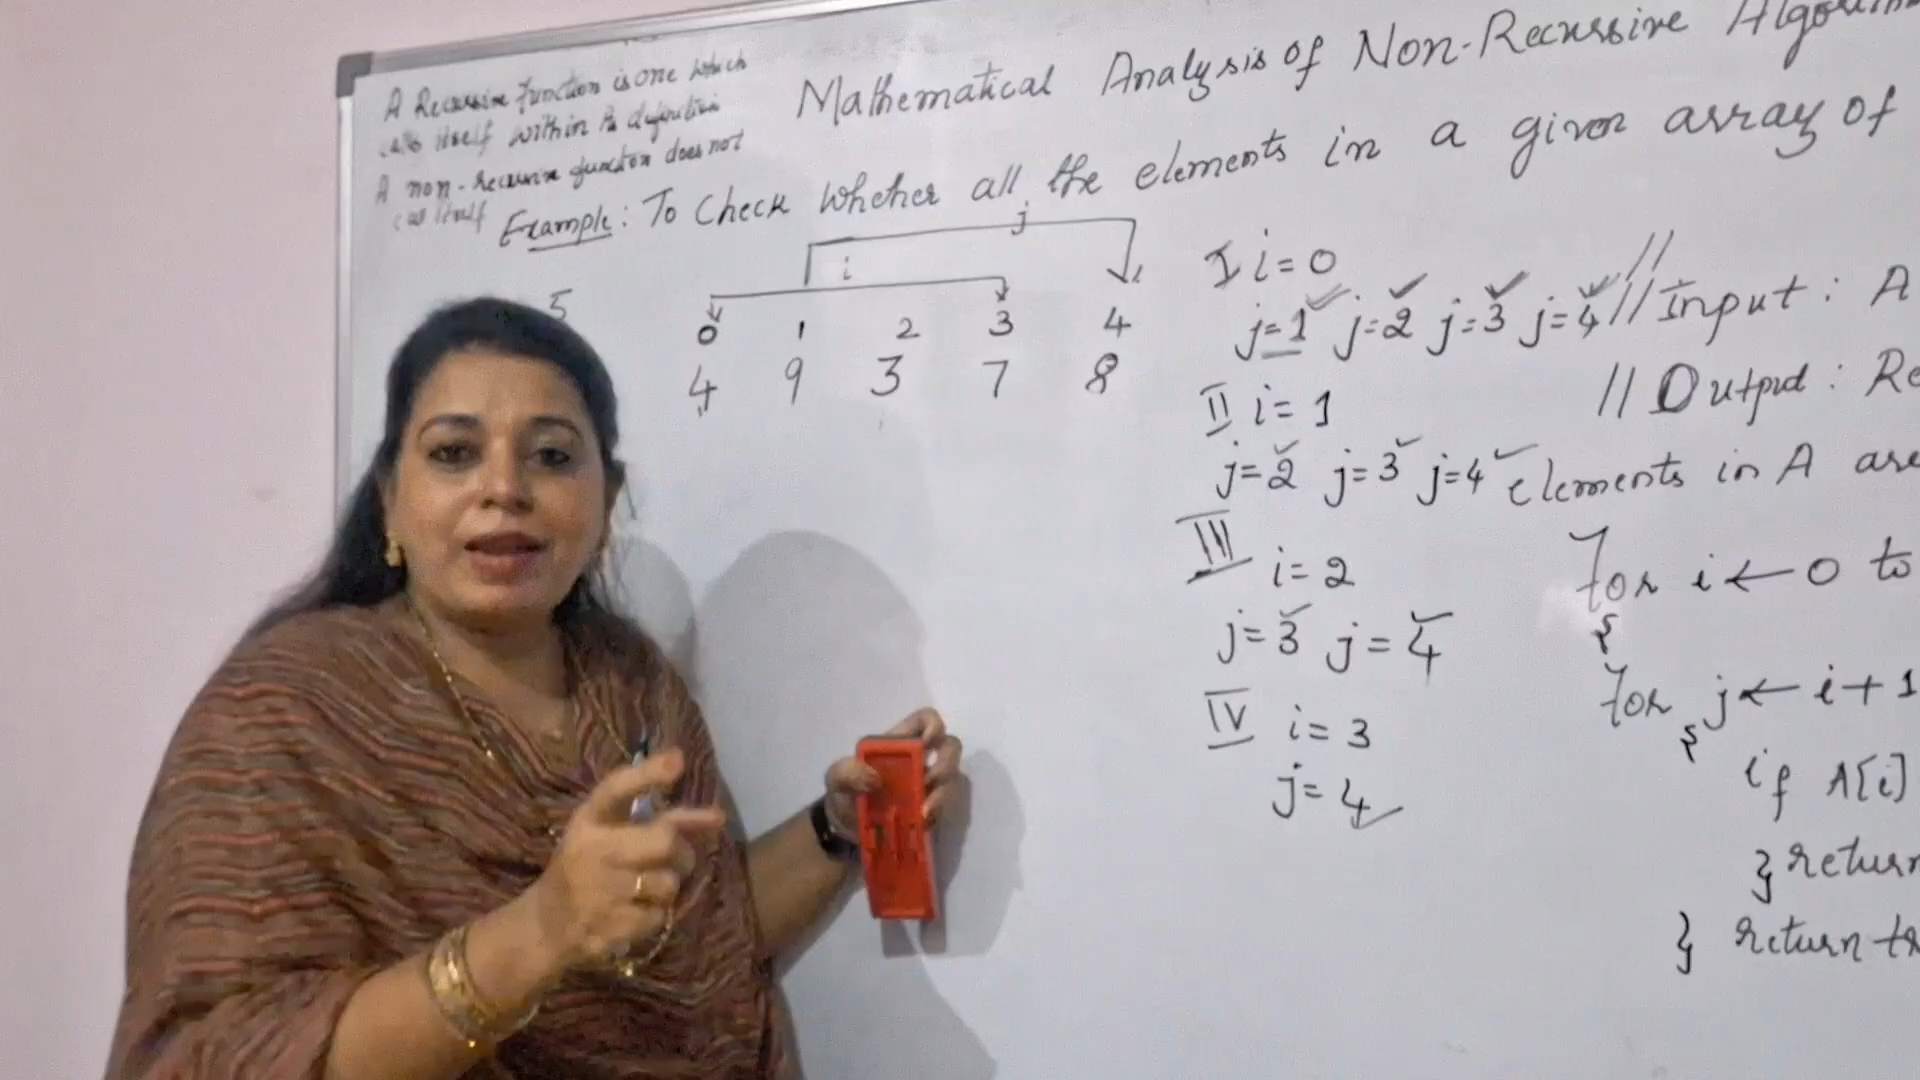 A Recursive function is one which
calls itself within its definition
A non-recursive function does not
call itself
Mathematical Analysis of Non-Recursive Algorithm
Example: To Check Whether all the elements in a given array of
j
i
5
0 1 2 3 4
4 9 3 7 8
I i=0
j=1 j=2 j=3 j=4
II i=1
j=2 j=3 j=4
III i=2
j=3 j=4
IV i=3
j=4
//
// Input: A
// Output: Re
elements in A are
For i ← 0 to
{
For j ← i+1
{
if A[i]
} return
} return tr